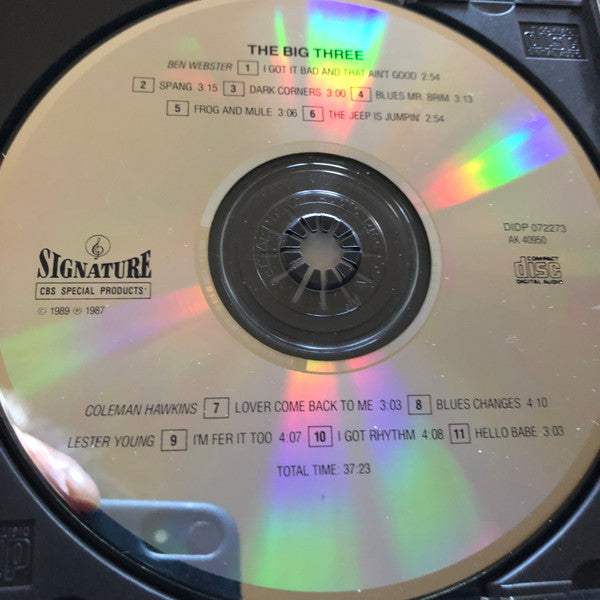 THE BIG THREE
BEN WEBSTER 1 I GOT IT BAD AND THAT AIN'T GOOD 2:54
2 SPANG 3:15 3 DARK CORNERS 3:00 4 BLUES MR. BRIM 3:13
5 FROG AND MULE 3:06 6 THE JEEP IS JUMPIN' 2:54
SIGNATURE
CBS SPECIAL PRODUCTS
© 1989 ℗ 1987
DIDP 072273
AK 40950
COMPACT
disc
DIGITAL AUDIO
COLEMAN HAWKINS 7 LOVER COME BACK TO ME 3:03 8 BLUES CHANGES 4:10
LESTER YOUNG 9 I'M FER IT TOO 4:07 10 I GOT RHYTHM 4:08 11 HELLO BABE 3:03
TOTAL TIME: 37:23